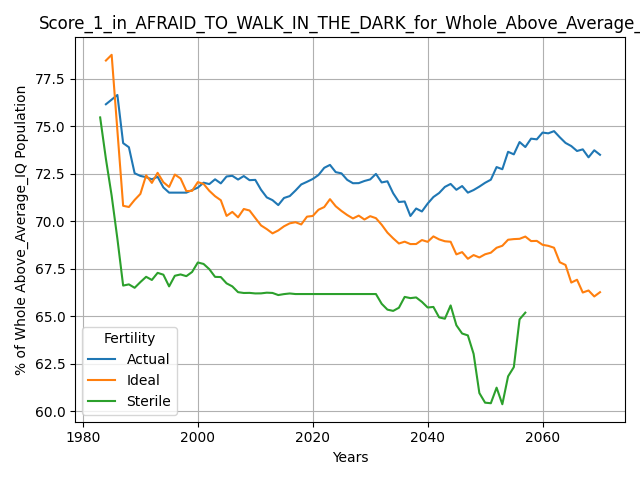 Score_1_in_AFRAID_TO_WALK_IN_THE_DARK_for_Whole_Above_Average_
77.5
75.0
72.5
70.0
67.5
65.0
62.5
60.0
% of Whole Above_Average_IQ Population
Fertility
Actual
Ideal
Sterile
1980
2000
2020
2040
2060
Years